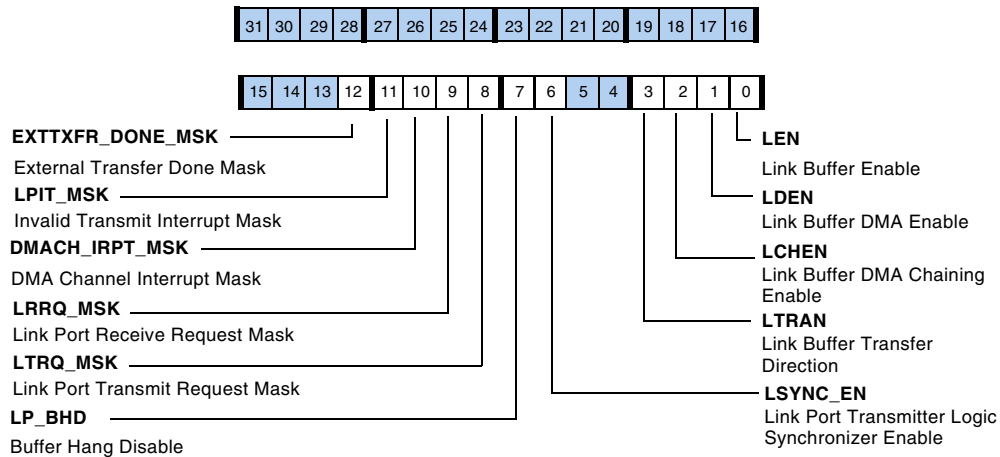 31 30 29 28 27 26 25 24 23 22 21 20 19 18 17 16
15 14 13 12 11 10 9 8 7 6 5 4 3 2 1 0
EXTTXFR_DONE_MSK
External Transfer Done Mask
LPIT_MSK
Invalid Transmit Interrupt Mask
DMACH_IRPT_MSK
DMA Channel Interrupt Mask
LRRQ_MSK
Link Port Receive Request Mask
LTRQ_MSK
Link Port Transmit Request Mask
LP_BHD
Buffer Hang Disable
LEN
Link Buffer Enable
LDEN
Link Buffer DMA Enable
LCHEN
Link Buffer DMA Chaining
Enable
LTRAN
Link Buffer Transfer
Direction
LSYNC_EN
Link Port Transmitter Logic
Synchronizer Enable